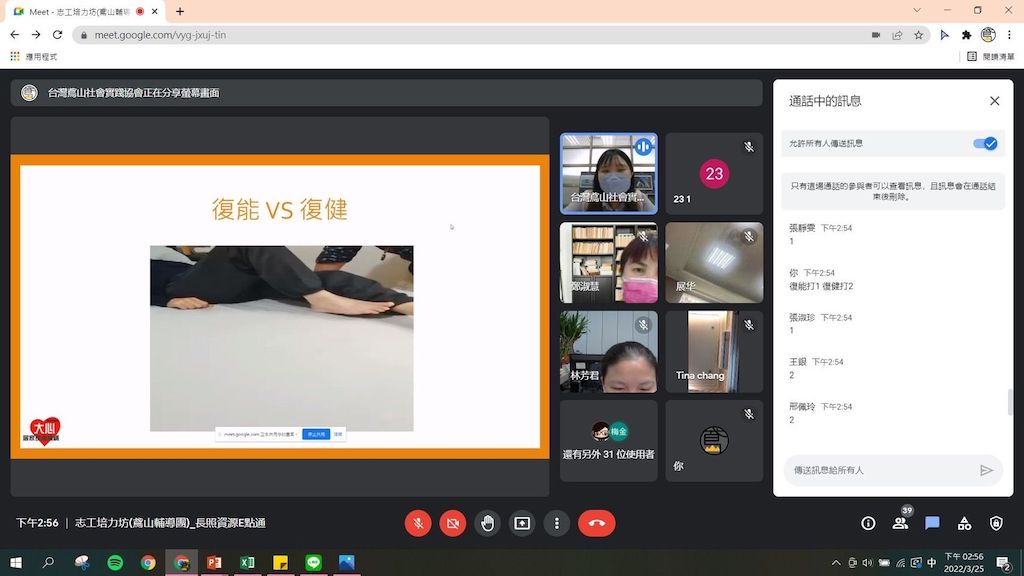 Meet - 志工培力坊(鳶山輔導
meet.google.com/vyg-jxuj-tin
應用程式
閱讀清單
台灣鳶山社會實踐協會正在分享螢幕畫面
復能 VS 復健
大心
meet.google.com
停止共用
隱藏
台灣鳶山社會實...
23
23 1
鄭淑慧
展华
林芳君
Tina chang
梅金
還有另外 31 位使用者
你
通話中的訊息
允許所有人傳送訊息
只有這場通話的參與者可以查看訊息，且訊息會在通話結
束後刪除。
張靜雯 下午2:54
1
你 下午2:54
復能打1 復健打2
張淑珍 下午2:54
1
王銀 下午2:54
2
邢佩玲 下午2:54
2
傳送訊息給所有人
下午2:56 | 志工培力坊(鳶山輔導團)_長照資源E點通
39
中
下午 02:56
2022/3/25
2